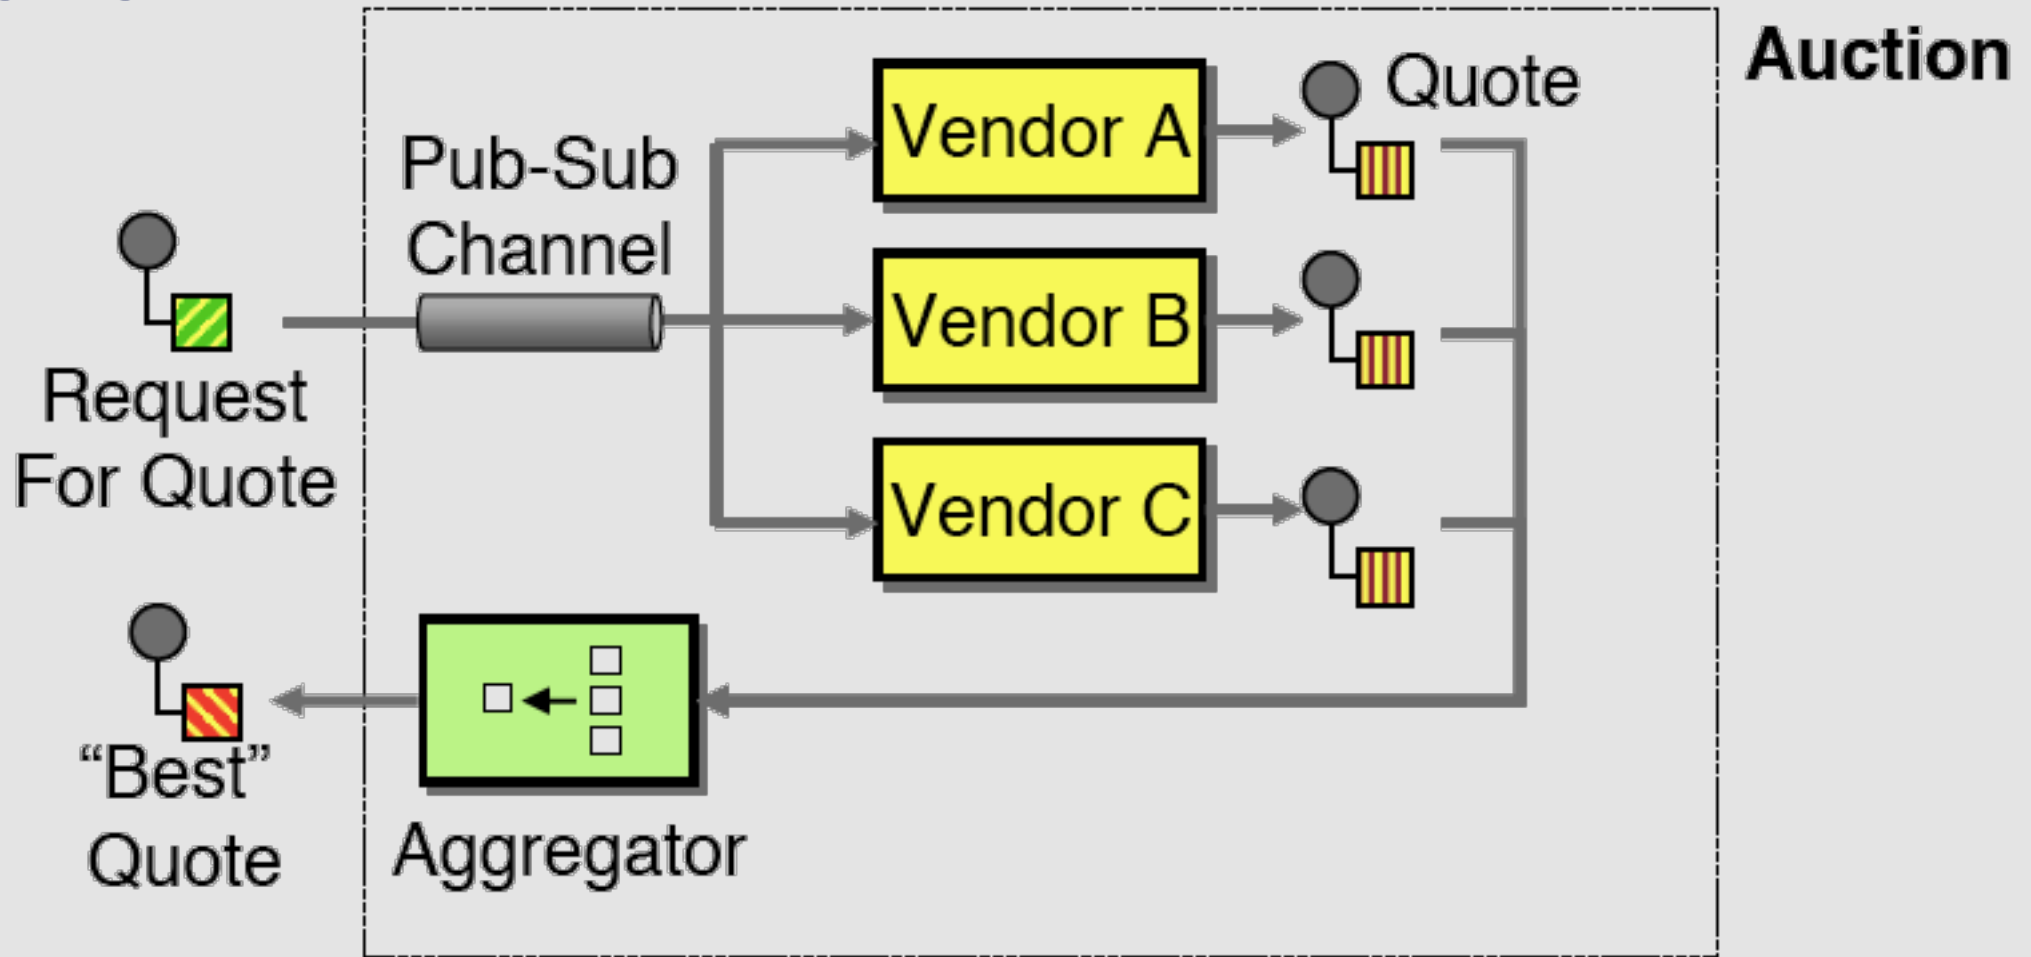 Auction
Quote
Vendor A
Pub-Sub
Channel
Vendor B
Request
For Quote
Vendor C
“Best”
Quote
Aggregator